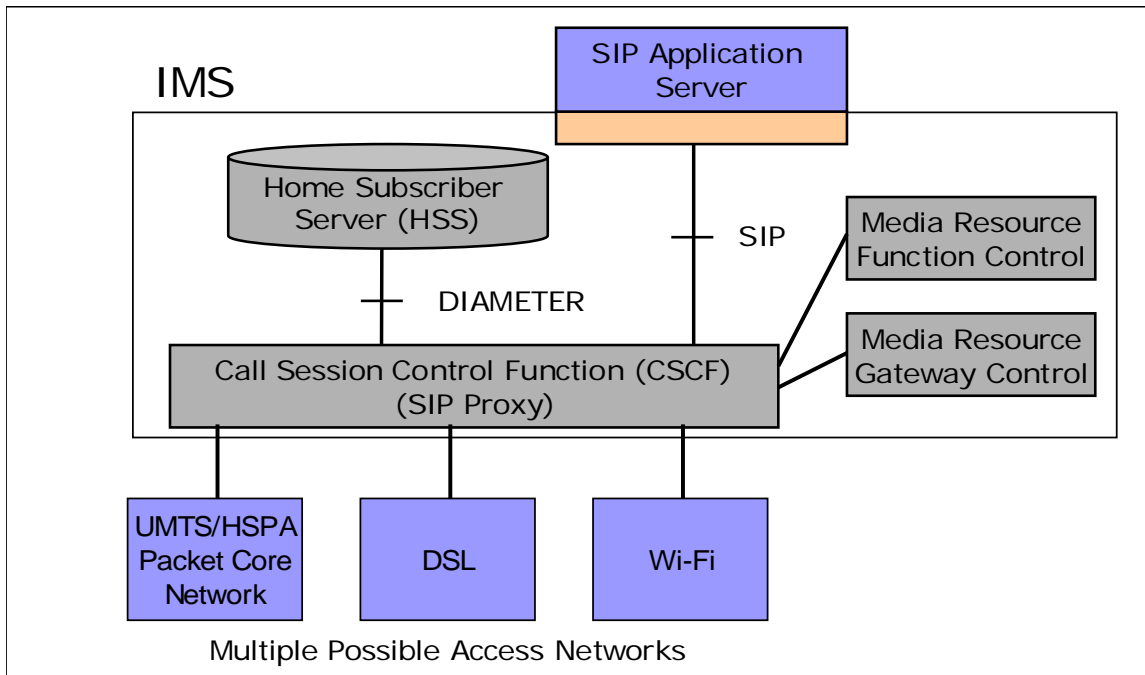 SIP Application
Server
IMS
Home Subscriber
Server (HSS)
Media Resource
Function Control
SIP
DIAMETER
Media Resource
Gateway Control
Call Session Control Function (CSCF)
(SIP Proxy)
UMTS/HSPA
Packet Core
Network
DSL
Wi-Fi
Multiple Possible Access Networks